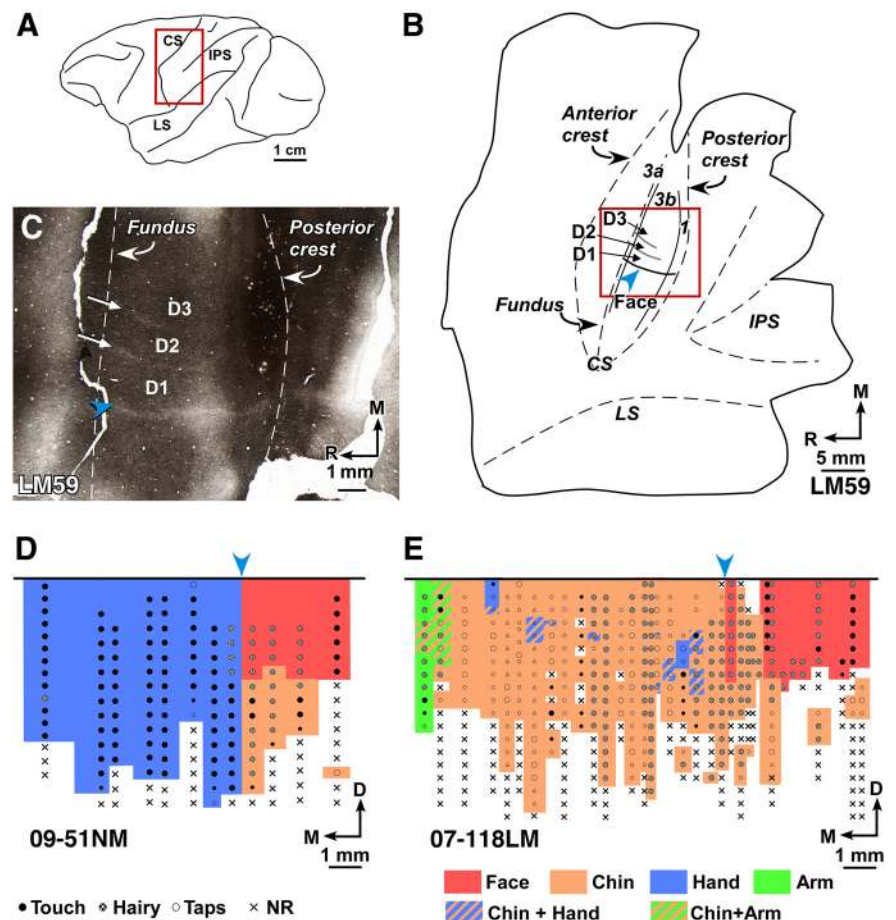 A
CS
IPS
LS
1 cm
B
Anterior
crest
Posterior
crest
3a
3b
1
D3
D2
D1
Face
Fundus
CS
IPS
LS
M
R
5 mm
LM59
C
Fundus
Posterior
crest
D3
D2
D1
M
R
1 mm
LM59
D
09-51NM
E
D
M
1 mm
07-118LM
D
M
1 mm
Touch Hairy Taps NR
Face Chin Hand Arm
Chin + Hand Chin+Arm